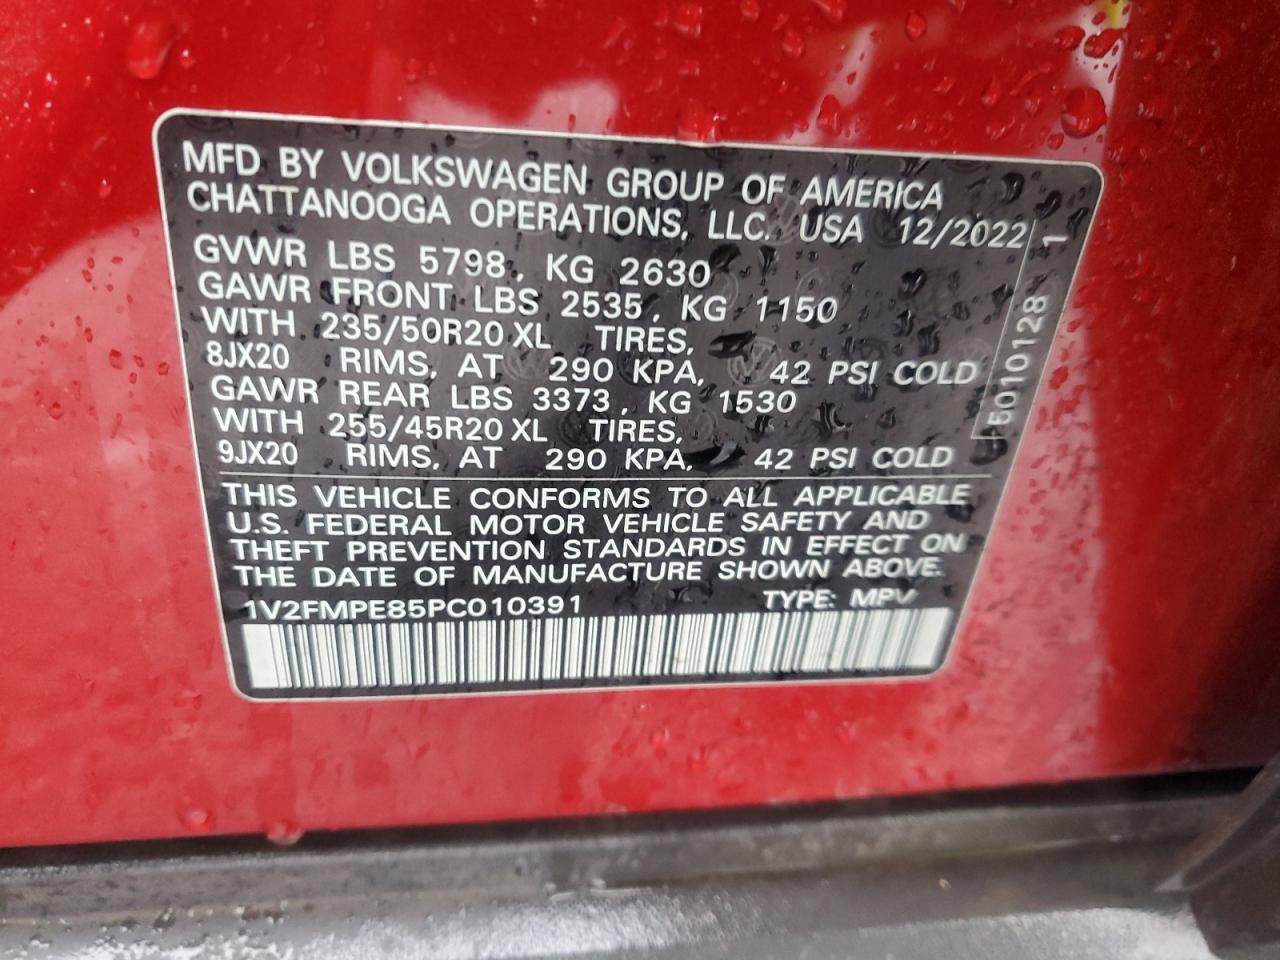 MFD BY VOLKSWAGEN GROUP OF AMERICA
CHATTANOOGA OPERATIONS, LLC. USA 12/2022
GVWR LBS 5798, KG 2630
GAWR FRONT LBS 2535, KG 1150
WITH 235/50R20 XL TIRES,
8JX20 RIMS, AT 290 KPA, 42 PSI COLD
GAWR REAR LBS 3373, KG 1530
WITH 255/45R20 XL TIRES,
9JX20 RIMS, AT 290 KPA, 42 PSI COLD
5010128 1
THIS VEHICLE CONFORMS TO ALL APPLICABLE
U.S. FEDERAL MOTOR VEHICLE SAFETY AND
THEFT PREVENTION STANDARDS IN EFFECT ON
THE DATE OF MANUFACTURE SHOWN ABOVE.
1V2FMPE85PC010391 TYPE: MPV